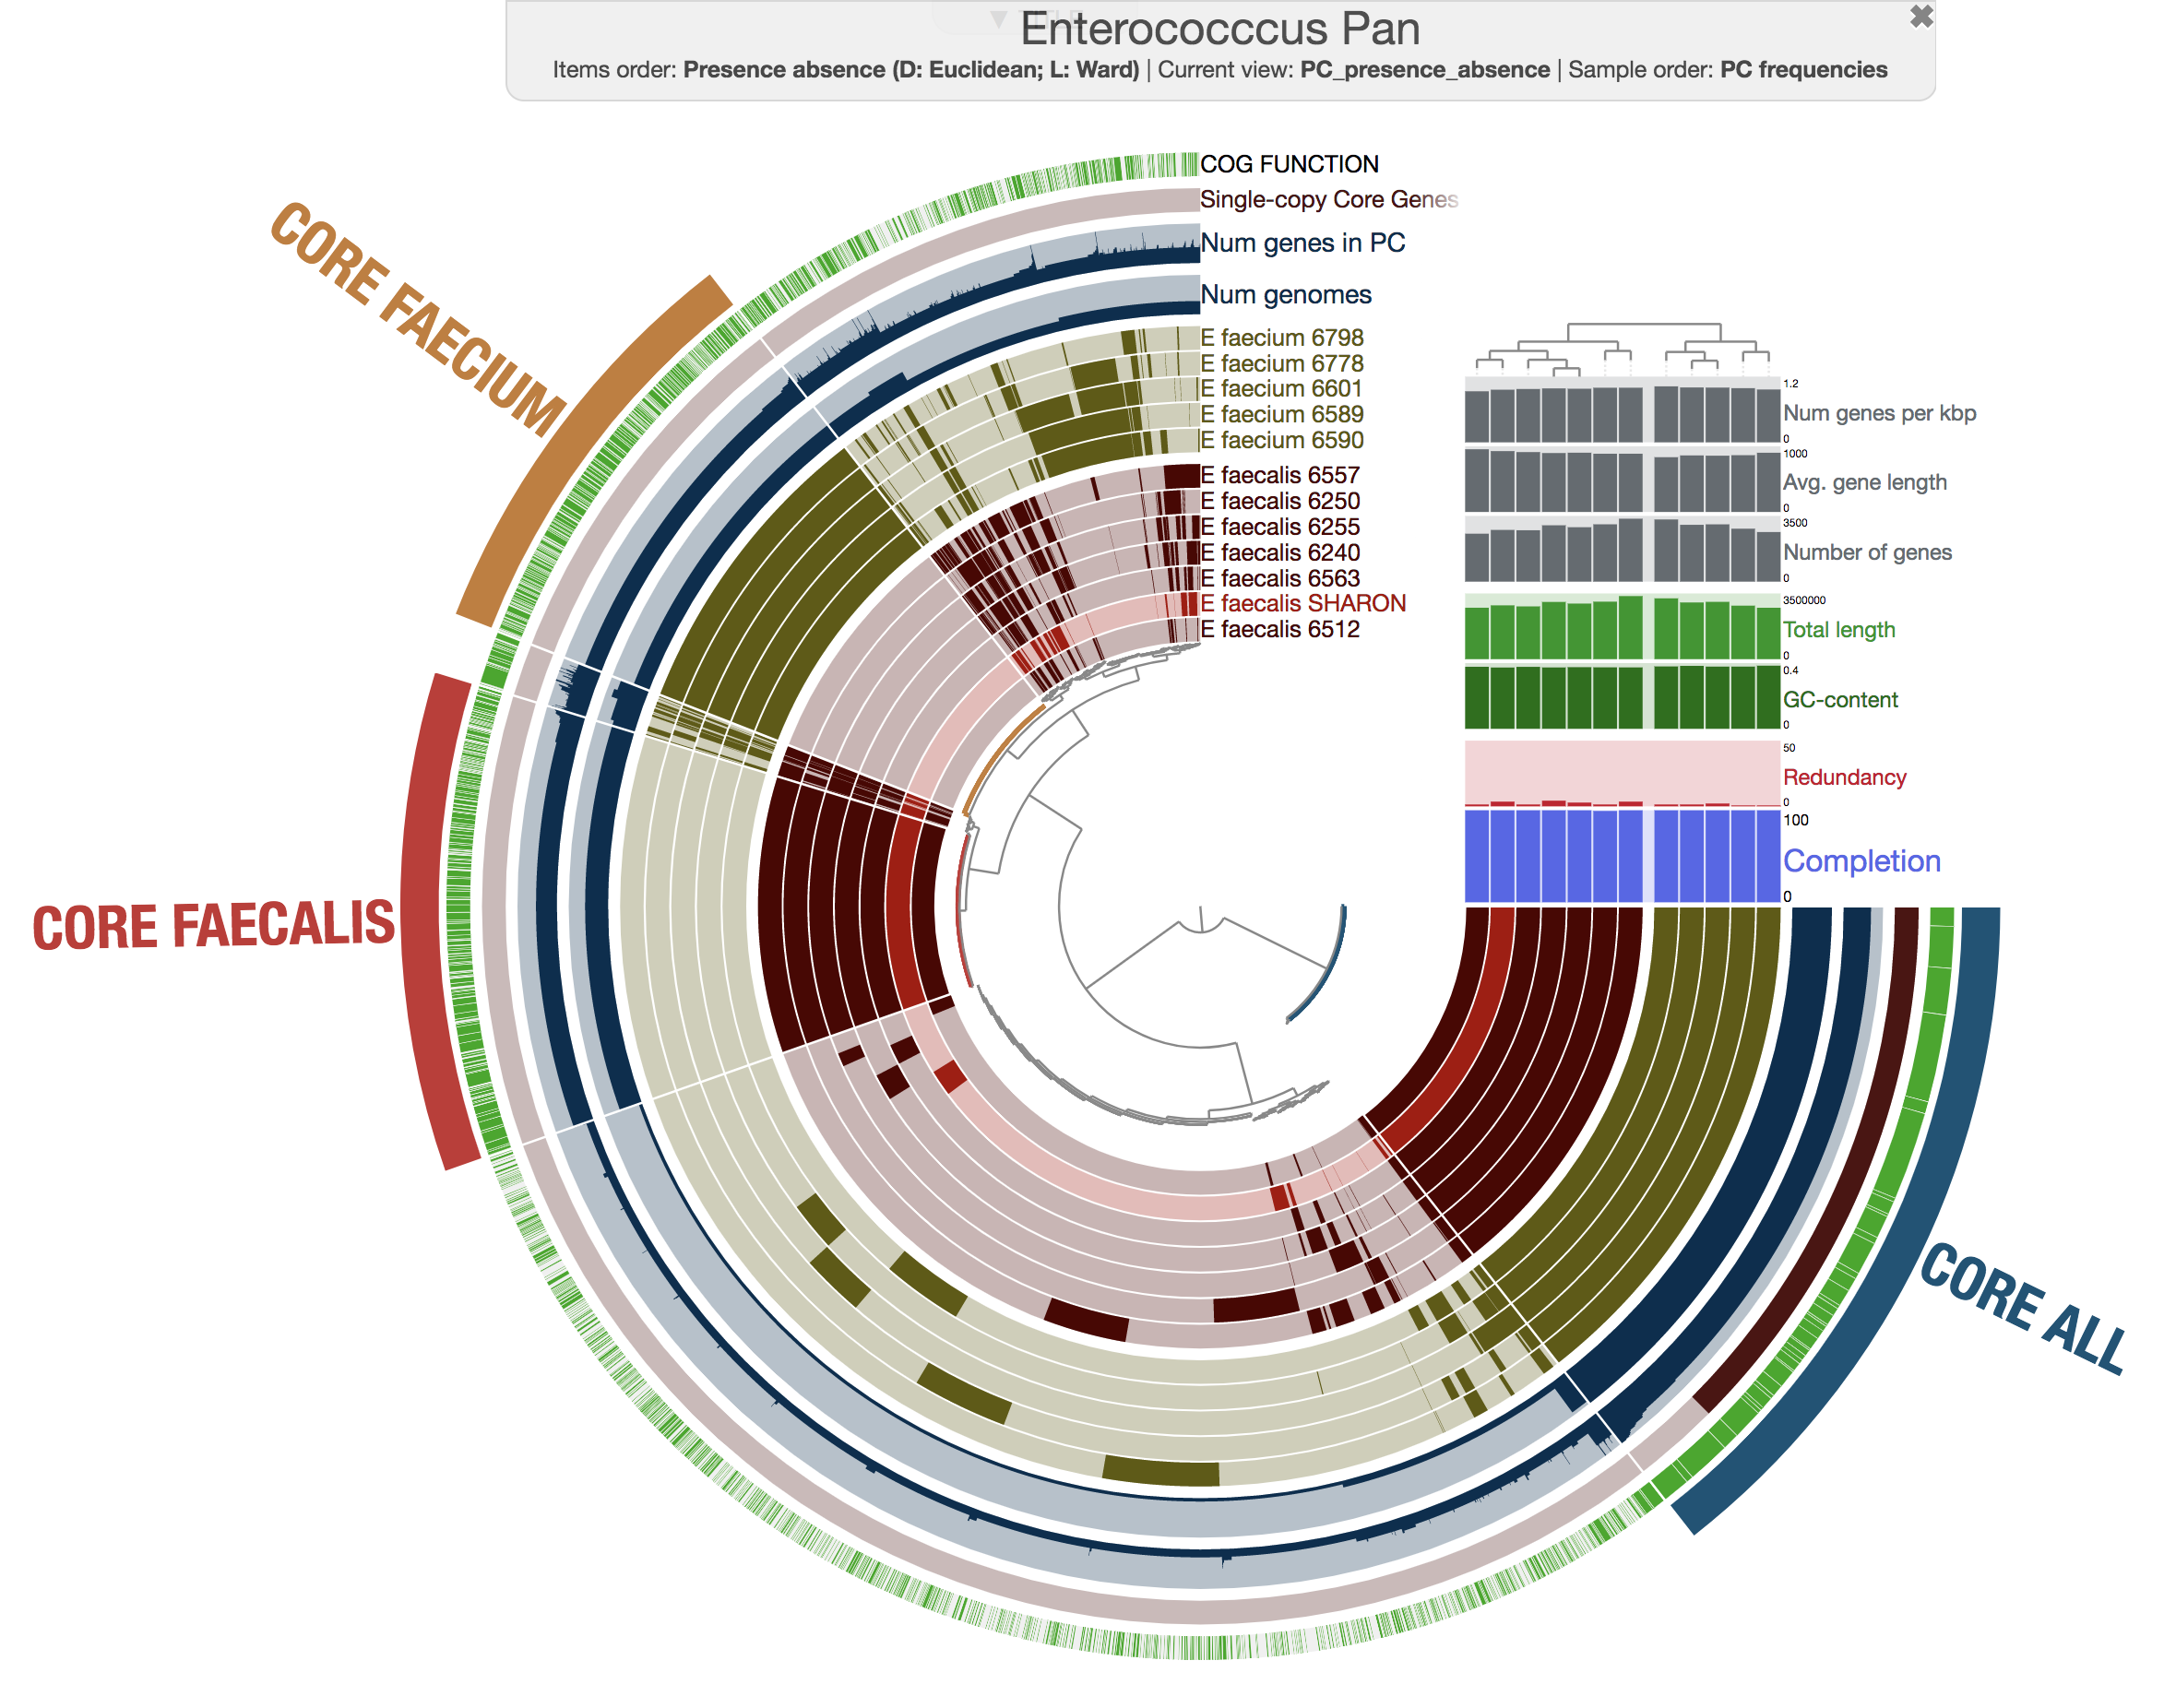 ▼ TITLE
Enterococccus Pan
✖
Items order: Presence absence (D: Euclidean; L: Ward) | Current view: PC_presence_absence | Sample order: PC frequencies
COG FUNCTION
Single-copy Core Genes
Num genes in PC
Num genomes
E faecium 6798
E faecium 6778
E faecium 6601
E faecium 6589
E faecium 6590
E faecalis 6557
E faecalis 6250
E faecalis 6255
E faecalis 6240
E faecalis 6563
E faecalis SHARON
E faecalis 6512
1.2
Num genes per kbp
0
1000
Avg. gene length
0
3500
Number of genes
0
3500000
Total length
0
0.4
GC-content
0
50
Redundancy
0
100
Completion
0
CORE FAECIUM
CORE FAECALIS
CORE ALL